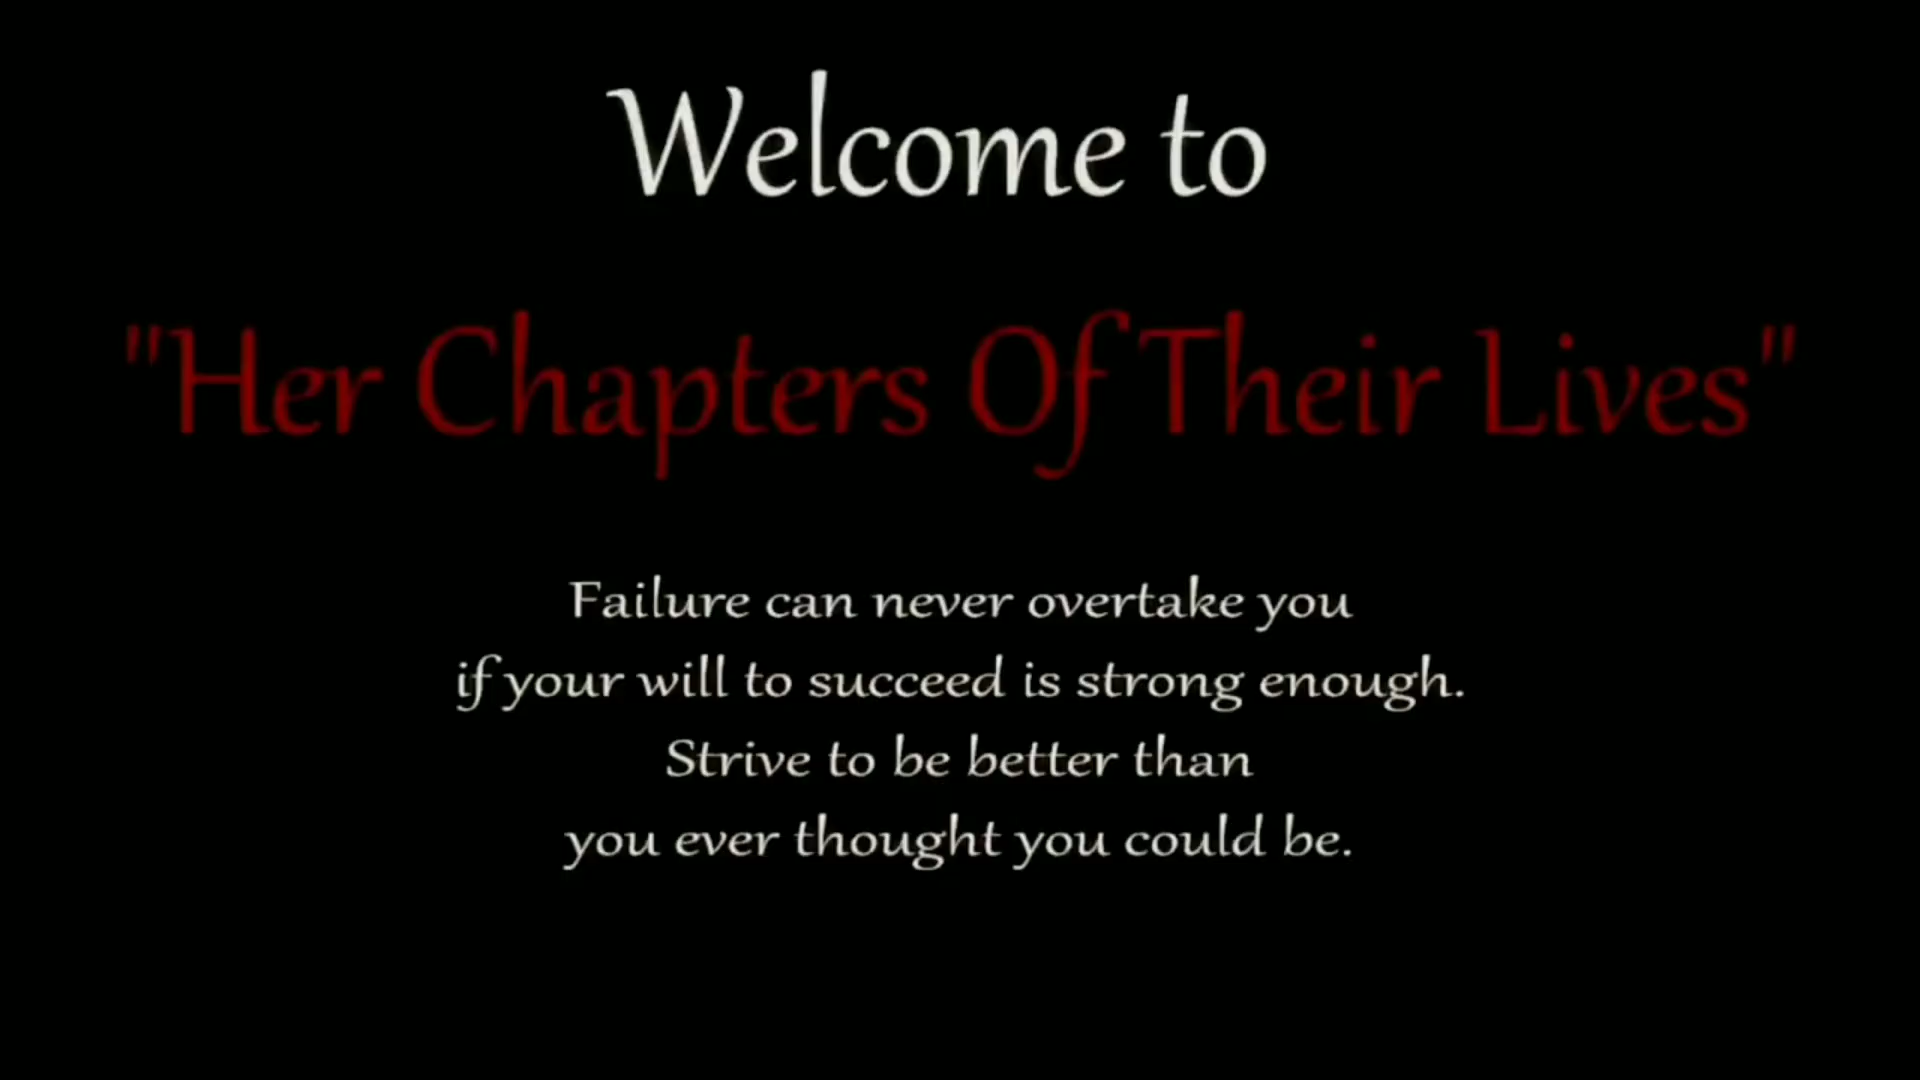 Welcome to
"Her Chapters Of Their Lives"
Failure can never overtake you
if your will to succeed is strong enough.
Strive to be better than
you ever thought you could be.